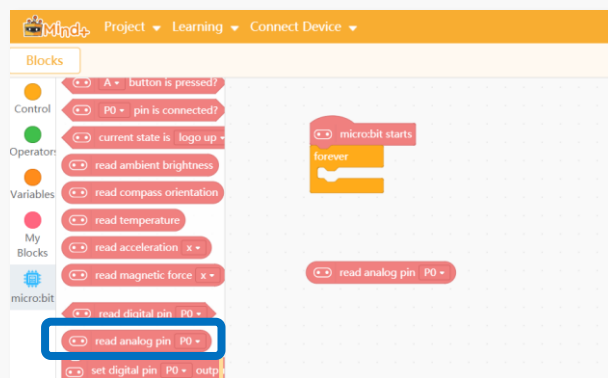 Mind+ Project Learning Connect Device
Blocks
Control
Operators
Variables
My
Blocks
micro:bit
A button is pressed?
P0 pin is connected?
current state is logo up
read ambient brightness
read compass orientation
read temperature
read acceleration x
read magnetic force x
read digital pin P0
read analog pin P0
set digital pin P0 outp
micro:bit starts
forever
read analog pin P0